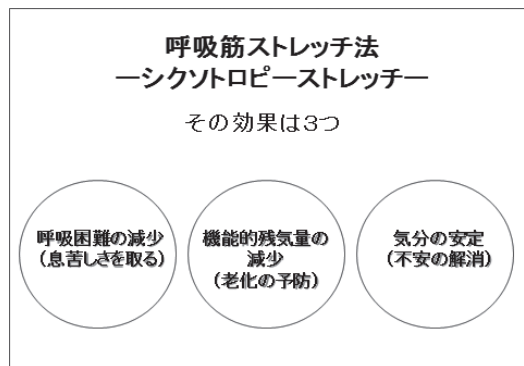 呼吸筋ストレッチ法
―シクソトロピーストレッチ―
その効果は3つ
呼吸困難の減少
(息苦しさを取る)
機能的残気量の
減少
(老化の予防)
気分の安定
(不安の解消)